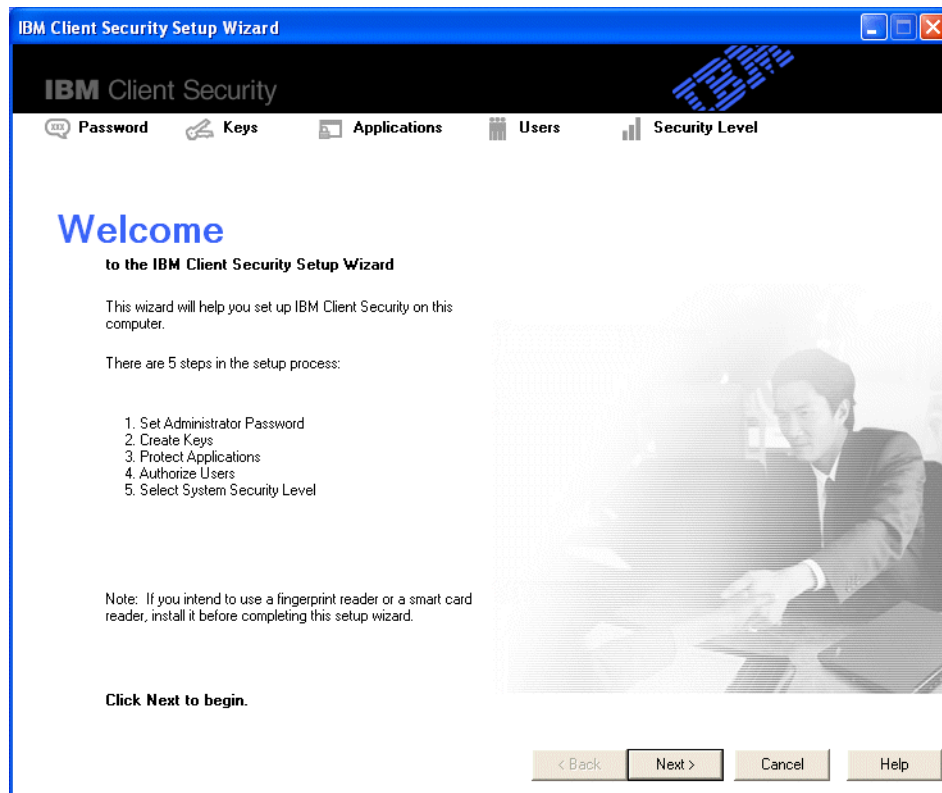 IBM Client Security Setup Wizard
IBM Client Security
IBM
Password Keys Applications Users Security Level
Welcome
to the IBM Client Security Setup Wizard
This wizard will help you set up IBM Client Security on this
computer.
There are 5 steps in the setup process:
1. Set Administrator Password
2. Create Keys
3. Protect Applications
4. Authorize Users
5. Select System Security Level
Note: If you intend to use a fingerprint reader or a smart card
reader, install it before completing this setup wizard.
Click Next to begin.
< Back Next > Cancel Help